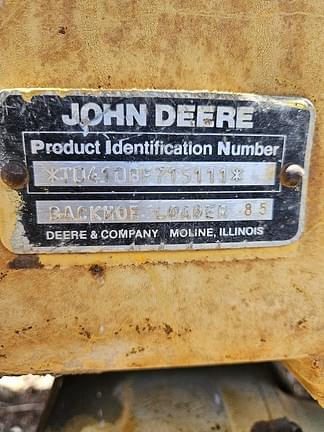 JOHN DEERE
Product Identification Number
*T0410BF715111*
BACKHOE LOADER 85
DEERE & COMPANY MOLINE, ILLINOIS